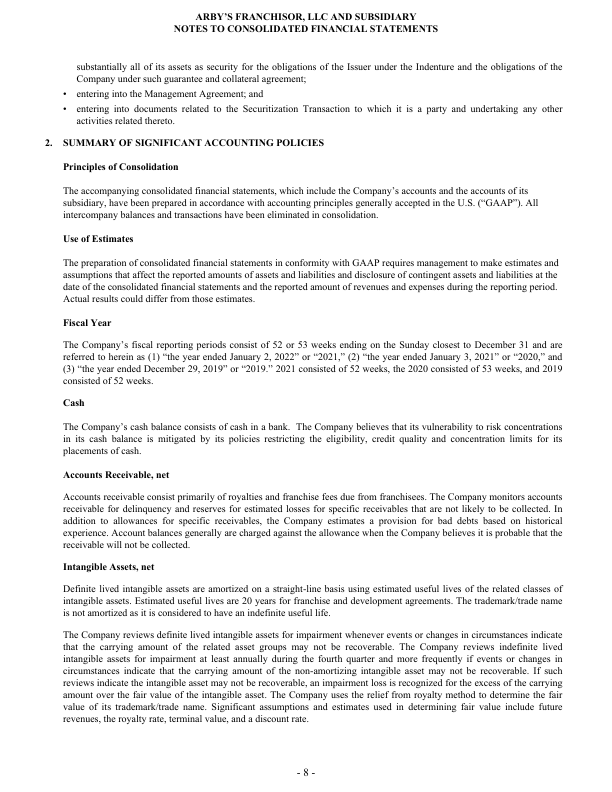 ARBY'S FRANCHISOR, LLC AND SUBSIDIARY
NOTES TO CONSOLIDATED FINANCIAL STATEMENTS
substantially all of its assets as security for the obligations of the Issuer under the Indenture and the obligations of the
Company under such guarantee and collateral agreement;
• entering into the Management Agreement; and
• entering into documents related to the Securitization Transaction to which it is a party and undertaking any other
activities related thereto.
2. SUMMARY OF SIGNIFICANT ACCOUNTING POLICIES
Principles of Consolidation
The accompanying consolidated financial statements, which include the Company's accounts and the accounts of its
subsidiary, have been prepared in accordance with accounting principles generally accepted in the U.S. ("GAAP"). All
intercompany balances and transactions have been eliminated in consolidation.
Use of Estimates
The preparation of consolidated financial statements in conformity with GAAP requires management to make estimates and
assumptions that affect the reported amounts of assets and liabilities and disclosure of contingent assets and liabilities at the
date of the consolidated financial statements and the reported amount of revenues and expenses during the reporting period.
Actual results could differ from those estimates.
Fiscal Year
The Company's fiscal reporting periods consist of 52 or 53 weeks ending on the Sunday closest to December 31 and are
referred to herein as (1) "the year ended January 2, 2022" or "2021," (2) "the year ended January 3, 2021" or "2020," and
(3) "the year ended December 29, 2019" or "2019." 2021 consisted of 52 weeks, the 2020 consisted of 53 weeks, and 2019
consisted of 52 weeks.
Cash
The Company's cash balance consists of cash in a bank. The Company believes that its vulnerability to risk concentrations
in its cash balance is mitigated by its policies restricting the eligibility, credit quality and concentration limits for its
placements of cash.
Accounts Receivable, net
Accounts receivable consist primarily of royalties and franchise fees due from franchisees. The Company monitors accounts
receivable for delinquency and reserves for estimated losses for specific receivables that are not likely to be collected. In
addition to allowances for specific receivables, the Company estimates a provision for bad debts based on historical
experience. Account balances generally are charged against the allowance when the Company believes it is probable that the
receivable will not be collected.
Intangible Assets, net
Definite lived intangible assets are amortized on a straight-line basis using estimated useful lives of the related classes of
intangible assets. Estimated useful lives are 20 years for franchise and development agreements. The trademark/trade name
is not amortized as it is considered to have an indefinite useful life.
The Company reviews definite lived intangible assets for impairment whenever events or changes in circumstances indicate
that the carrying amount of the related asset groups may not be recoverable. The Company reviews indefinite lived
intangible assets for impairment at least annually during the fourth quarter and more frequently if events or changes in
circumstances indicate that the carrying amount of the non-amortizing intangible asset may not be recoverable. If such
reviews indicate the intangible asset may not be recoverable, an impairment loss is recognized for the excess of the carrying
amount over the fair value of the intangible asset. The Company uses the relief from royalty method to determine the fair
value of its trademark/trade name. Significant assumptions and estimates used in determining fair value include future
revenues, the royalty rate, terminal value, and a discount rate.
- 8 -